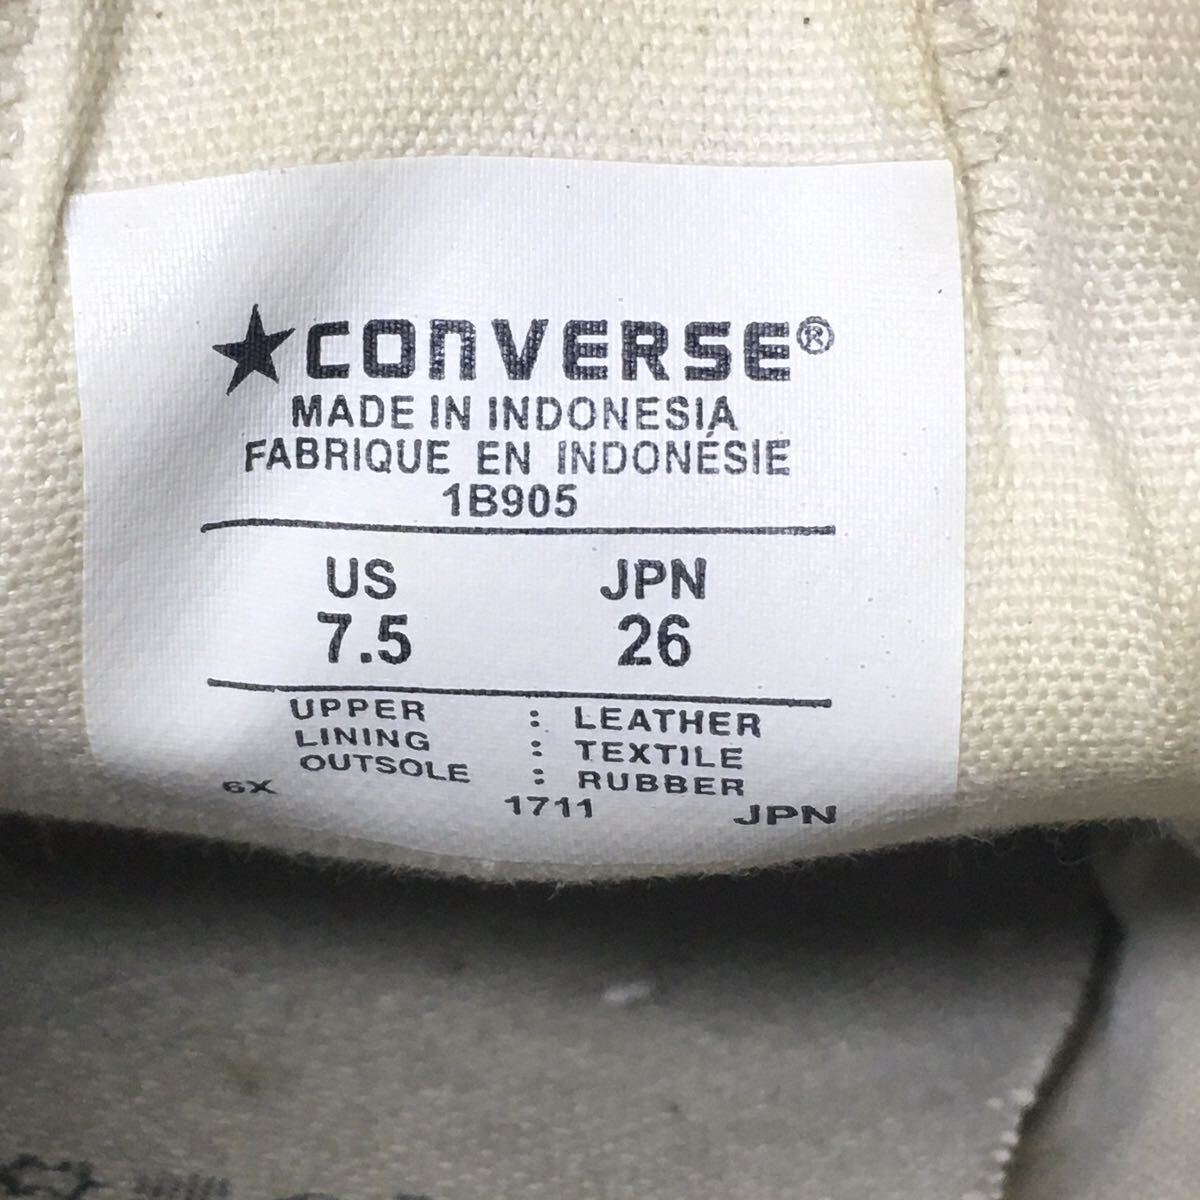 ★CONVERSE®
MADE IN INDONESIA
FABRIQUE EN INDONÉSIE
1B905
US JPN
7.5 26
UPPER : LEATHER
LINING : TEXTILE
OUTSOLE : RUBBER
6X 1711 JPN